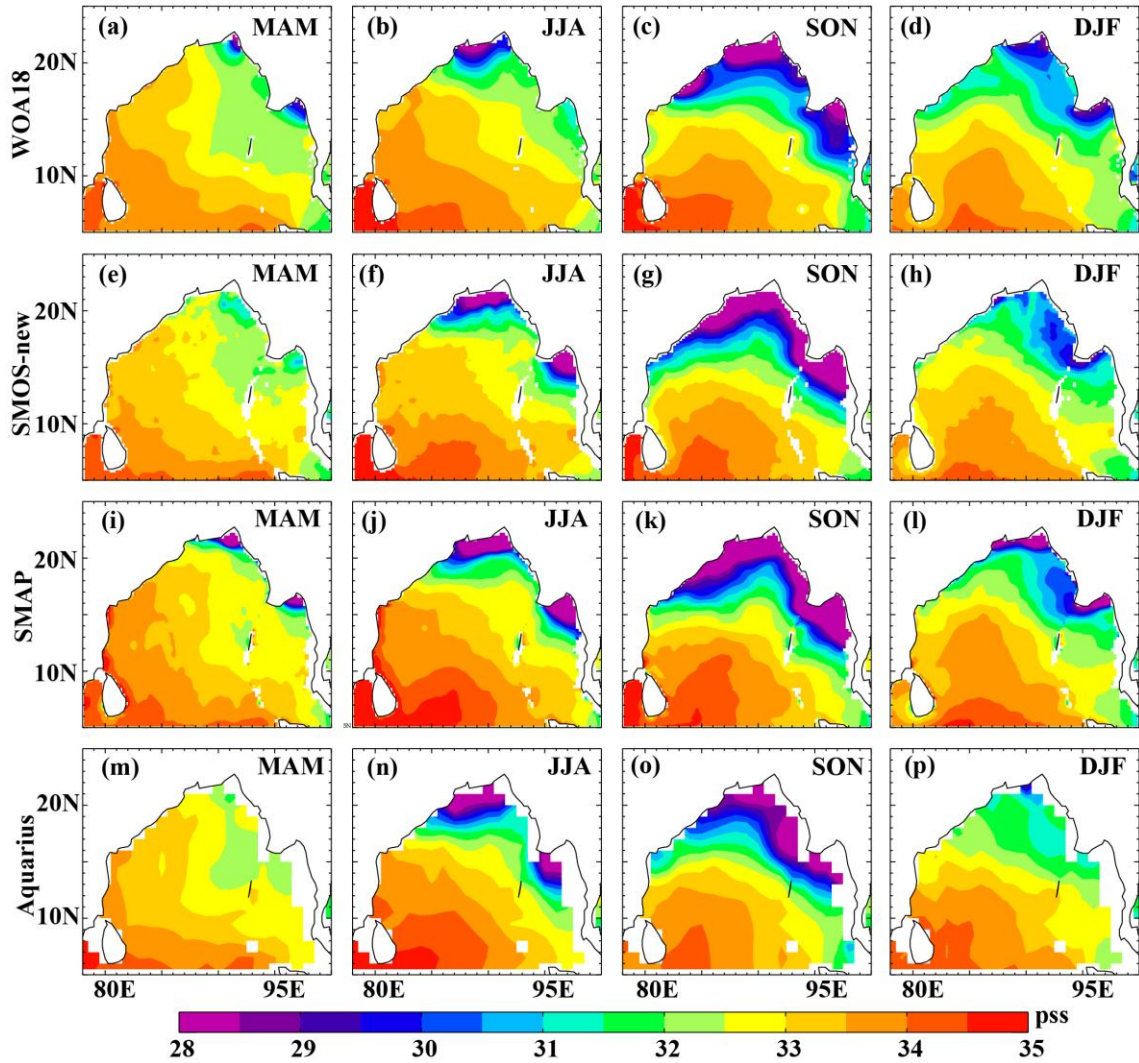 (a) MAM (b) JJA (c) SON (d) DJF
WOA18
20N
10N
(e) MAM (f) JJA (g) SON (h) DJF
SMOS-new
20N
10N
(i) MAM (j) JJA (k) SON (l) DJF
SMAP
20N
10N
(m) MAM (n) JJA (o) SON (p) DJF
Aquarius
20N
10N
80E 95E 80E 95E 80E 95E 80E 95E
pss
28 29 30 31 32 33 34 35